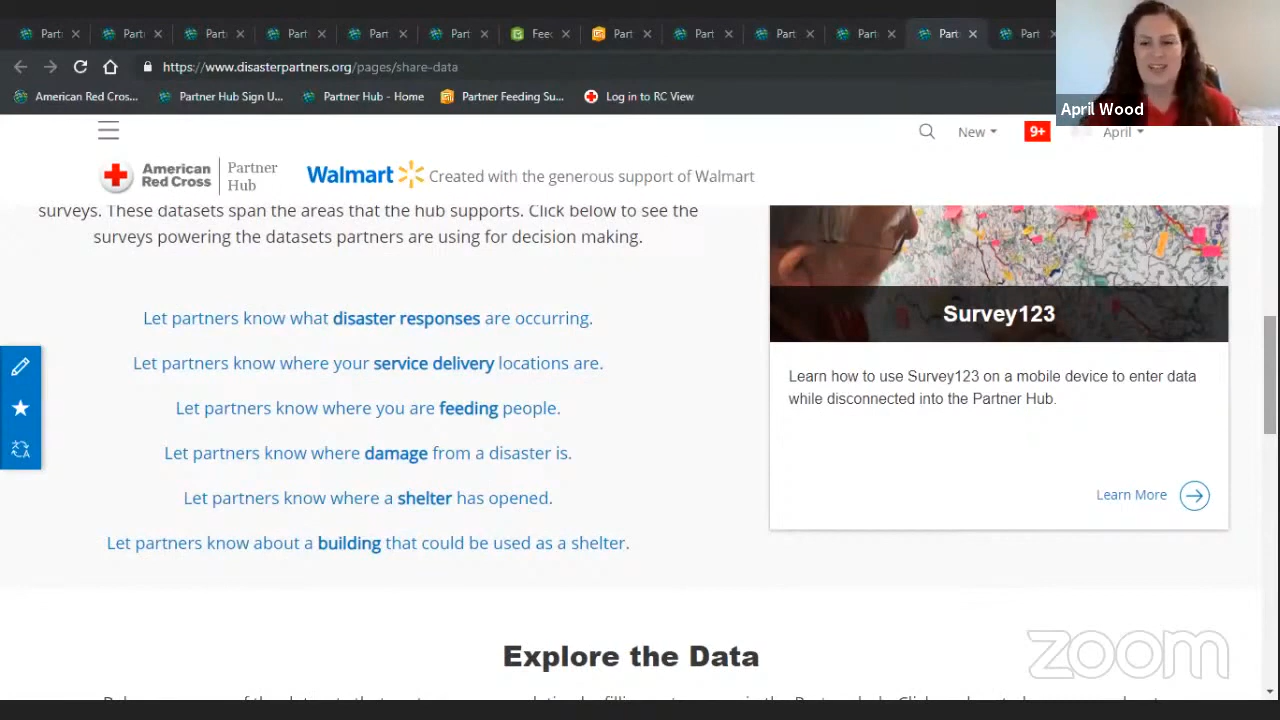 Part
Part
Part
Part
Part
Part
Fee
Part
Part
Part
Part
Part
Part
https://www.disasterpartners.org/pages/share-data
American Red Cros...
Partner Hub Sign U...
Partner Hub - Home
Partner Feeding Su...
Log in to RC View
April Wood
New
9+
April
American
Red Cross
Partner
Hub
Walmart
Created with the generous support of Walmart
surveys. These datasets span the areas that the hub supports. Click below to see the
surveys powering the datasets partners are using for decision making.
Let partners know what disaster responses are occurring.
Let partners know where your service delivery locations are.
Let partners know where you are feeding people.
Let partners know where damage from a disaster is.
Let partners know where a shelter has opened.
Let partners know about a building that could be used as a shelter.
Survey123
Learn how to use Survey123 on a mobile device to enter data
while disconnected into the Partner Hub.
Learn More
Explore the Data
zoom